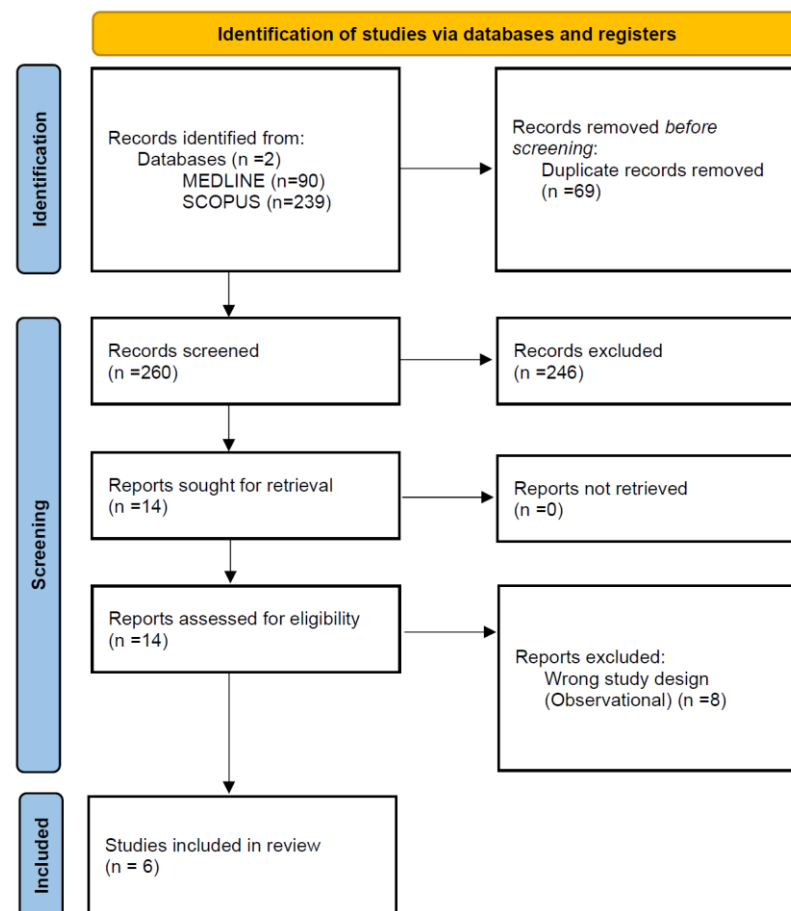 Identification of studies via databases and registers
Identification
Records identified from:
Databases (n =2)
MEDLINE (n=90)
SCOPUS (n=239)
Records removed before
screening:
Duplicate records removed
(n =69)
Screening
Records screened
(n =260)
Records excluded
(n =246)
Reports sought for retrieval
(n =14)
Reports not retrieved
(n =0)
Reports assessed for eligibility
(n =14)
Reports excluded:
Wrong study design
(Observational) (n =8)
Included
Studies included in review
(n = 6)